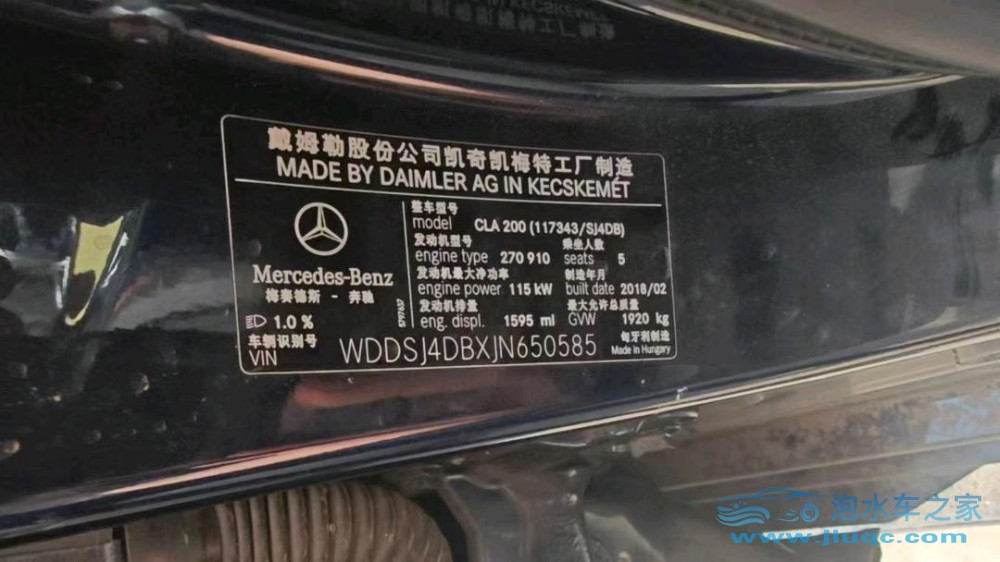 戴姆勒股份公司凯奇凯梅特工厂制造
MADE BY DAIMLER AG IN KECSKEMÉT
整车型号
model CLA 200 (117343/SJ4DB)
发动机型号 乘坐人数
engine type 270 910 seats 5
发动机最大净功率 制造年月
engine power 115 kW built date 2018/02
发动机排量 最大允许总质量
eng. displ. 1595 ml GVW 1920 kg
Mercedes-Benz
梅赛德斯 - 奔驰
1.0 %
车辆识别号
VIN WDDSJ4DBXJN650585
匈牙利制造
Made in Hungary
泡水车之家
www.jluqc.com